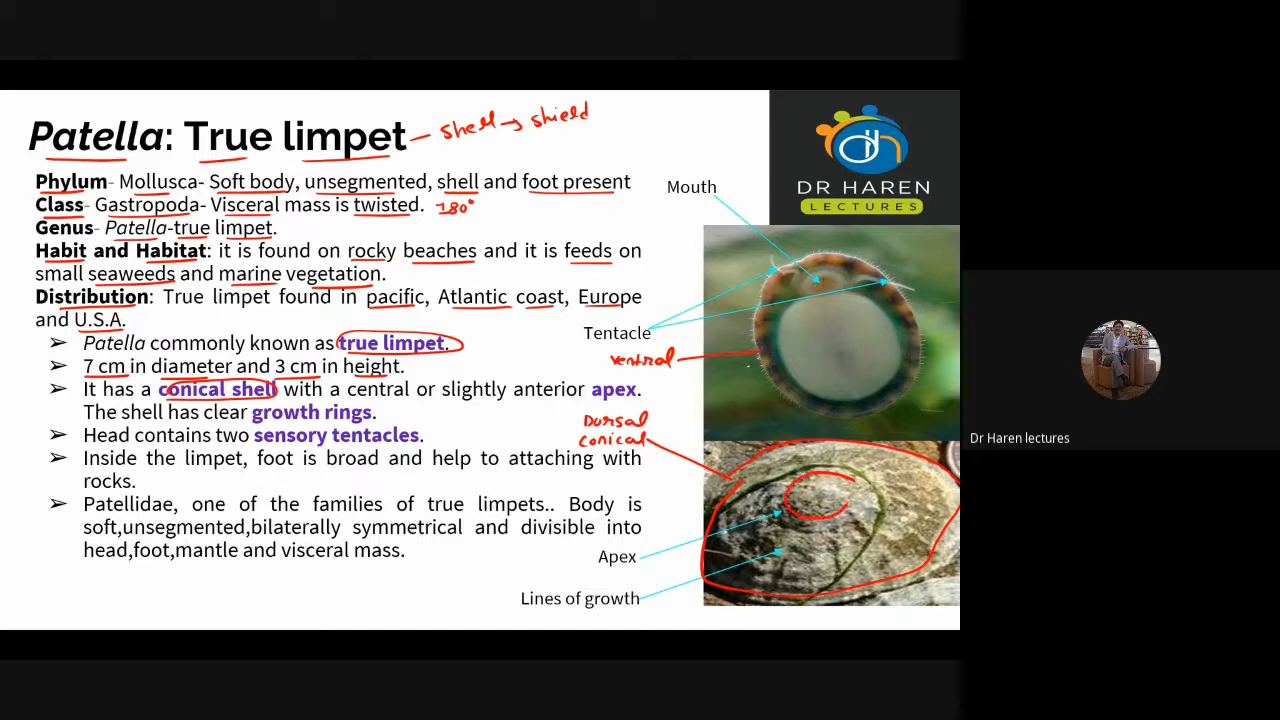 Patella: True limpet – shell → shield
Phylum- Mollusca- Soft body, unsegmented, shell and foot present
Class- Gastropoda- Visceral mass is twisted. 180°
Genus- Patella-true limpet.
Habit and Habitat: it is found on rocky beaches and it is feeds on
small seaweeds and marine vegetation.
Distribution: True limpet found in pacific, Atlantic coast, Europe
and U.S.A.
➢ Patella commonly known as true limpet.
➢ 7 cm in diameter and 3 cm in height.
➢ It has a conical shell with a central or slightly anterior apex.
The shell has clear growth rings.
➢ Head contains two sensory tentacles.
➢ Inside the limpet, foot is broad and help to attaching with
rocks.
➢ Patellidae, one of the families of true limpets.. Body is
soft,unsegmented,bilaterally symmetrical and divisible into
head,foot,mantle and visceral mass.
dh
DR HAREN
LECTURES
Mouth
Tentacle
Ventral
Dorsal
Conical
Apex
Lines of growth
Dr Haren lectures